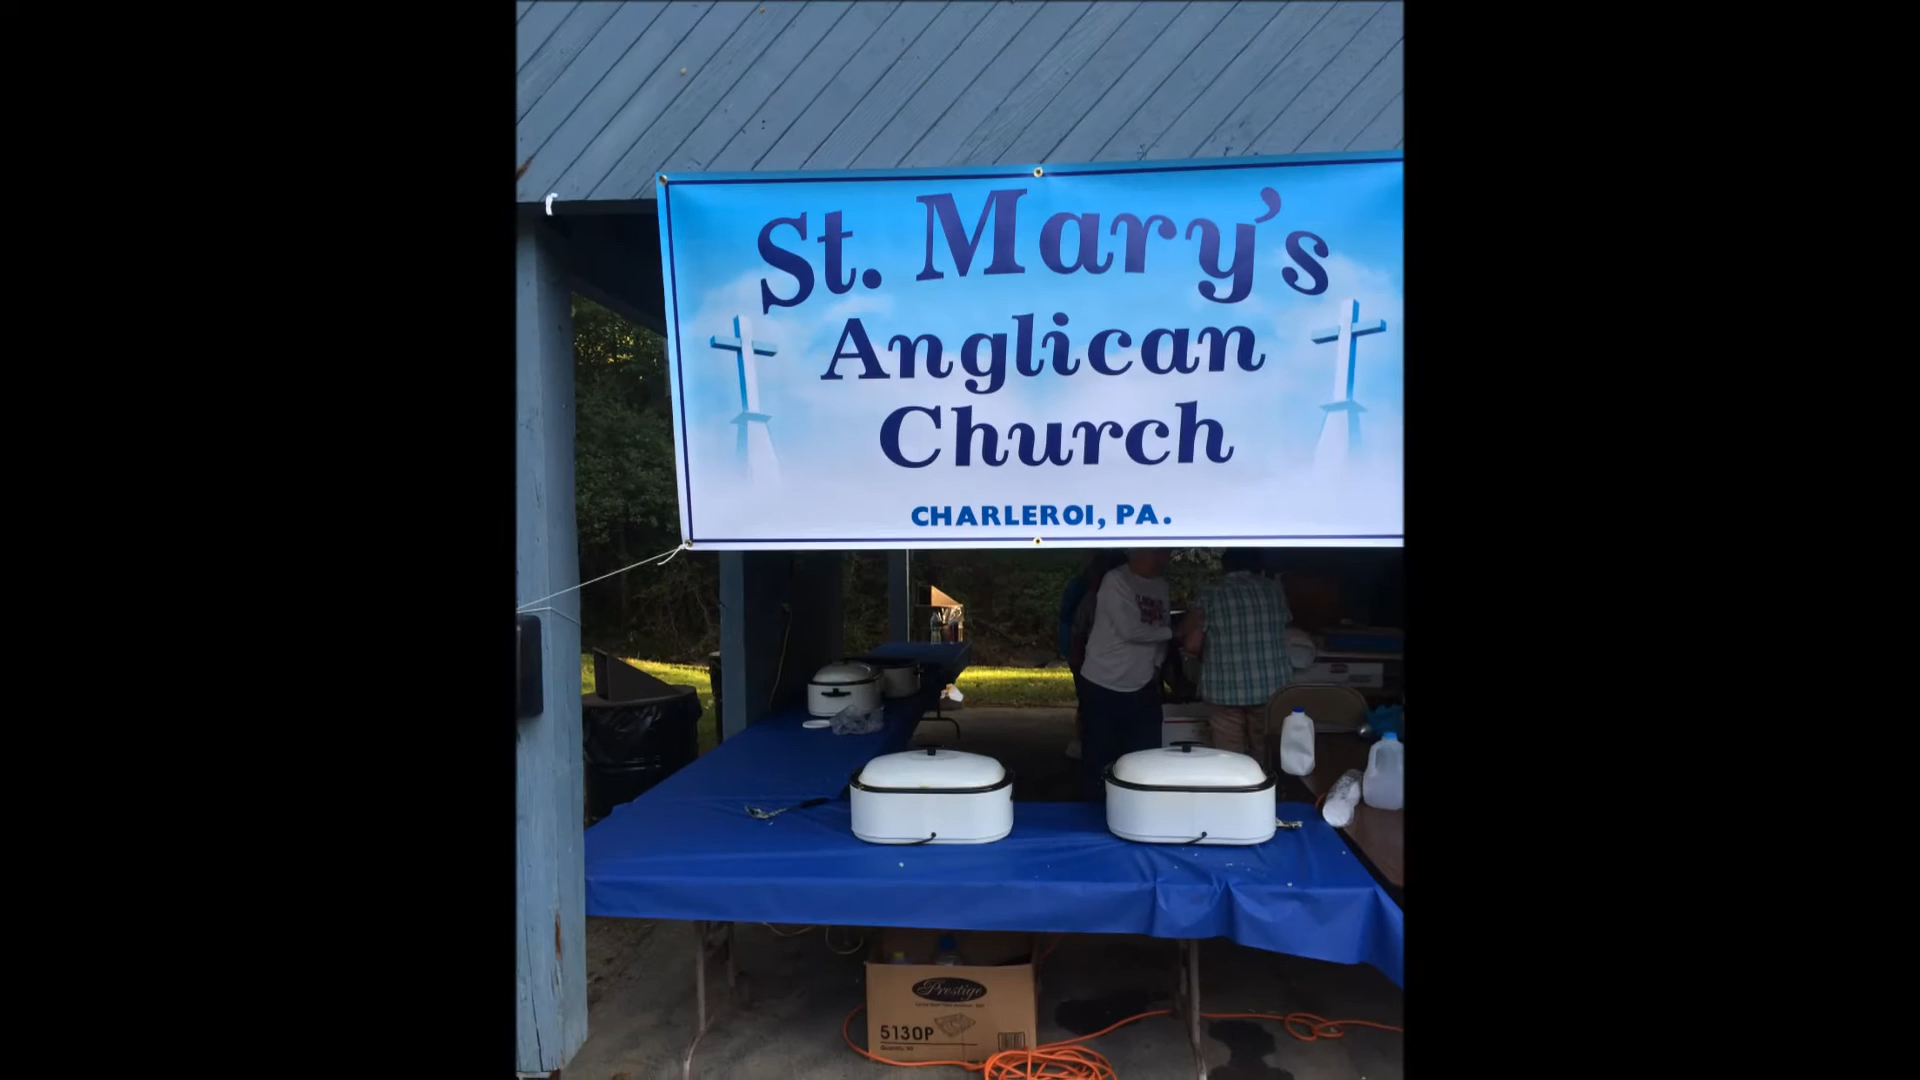 St. Mary's
Anglican
Church
CHARLEROI, PA.
Prestige
5130P